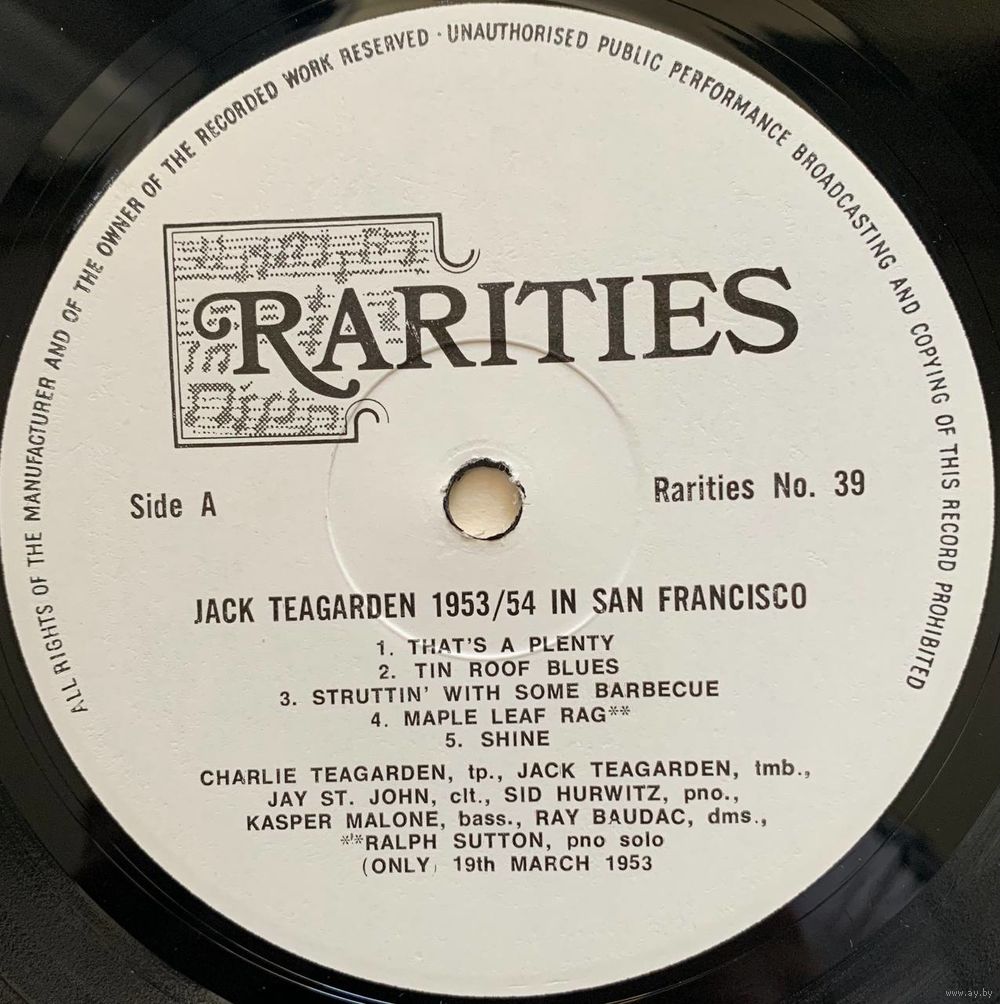 ALL RIGHTS OF THE MANUFACTURER AND OF THE OWNER OF THE RECORDED WORK RESERVED · UNAUTHORISED PUBLIC PERFORMANCE BROADCASTING AND COPYING OF THIS RECORD PROHIBITED
RARITIES
Side A
Rarities No. 39
JACK TEAGARDEN 1953/54 IN SAN FRANCISCO
1. THAT'S A PLENTY
2. TIN ROOF BLUES
3. STRUTTIN' WITH SOME BARBECUE
4. MAPLE LEAF RAG**
5. SHINE
CHARLIE TEAGARDEN, tp., JACK TEAGARDEN, tmb.,
JAY ST. JOHN, clt., SID HURWITZ, pno.,
KASPER MALONE, bass., RAY BAUDAC, dms.,
**RALPH SUTTON, pno solo
(ONLY) 19th MARCH 1953
www.ay.by